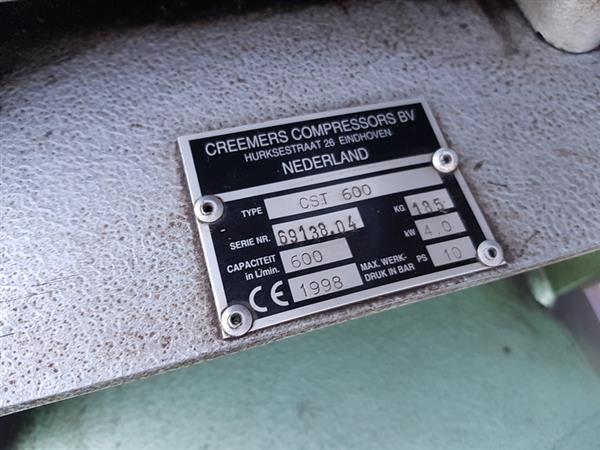 CREEMERS COMPRESSORS BV
HURKSESTRAAT 26 EINDHOVEN
NEDERLAND
TYPE CST 600
SERIE NR. 69138.04 KG 185
CAPACITEIT in L/min. 600 kW 4.0
CE 1998 MAX. WERK-DRUK IN BAR PS 10